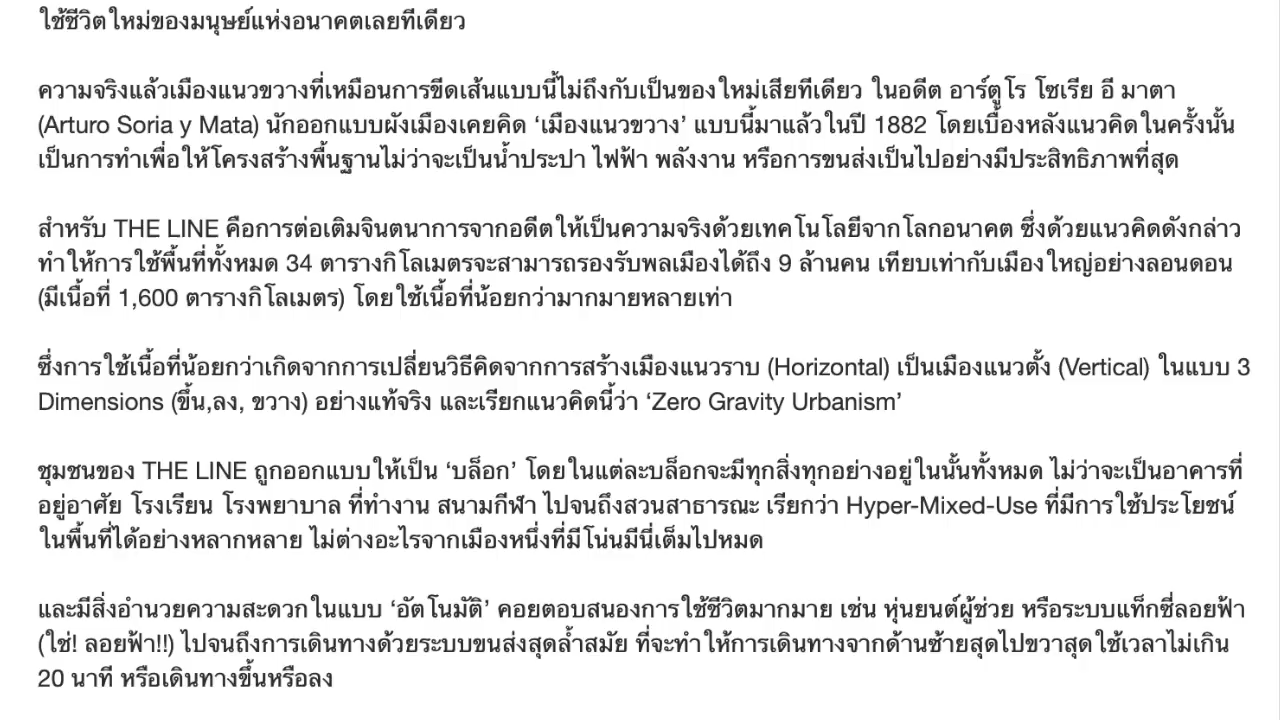 ใช้ชีวิตใหม่ของมนุษย์แห่งอนาคตเลยทีเดียว
ความจริงแล้วเมืองแนวขวางที่เหมือนการขีดเส้นแบบนี้ไม่ถึงกับเป็นของใหม่เสียทีเดียว ในอดีต อาร์ตูโร โซเรีย อี มาตา
(Arturo Soria y Mata) นักออกแบบผังเมืองเคยคิด ‘เมืองแนวขวาง’ แบบนี้มาแล้วในปี 1882 โดยเบื้องหลังแนวคิดในครั้งนั้น
เป็นการทำเพื่อให้โครงสร้างพื้นฐานไม่ว่าจะเป็นน้ำประปา ไฟฟ้า พลังงาน หรือการขนส่งเป็นไปอย่างมีประสิทธิภาพที่สุด
สำหรับ THE LINE คือการต่อเติมจินตนาการจากอดีตให้เป็นความจริงด้วยเทคโนโลยีจากโลกอนาคต ซึ่งด้วยแนวคิดดังกล่าว
ทำให้การใช้พื้นที่ทั้งหมด 34 ตารางกิโลเมตรจะสามารถรองรับพลเมืองได้ถึง 9 ล้านคน เทียบเท่ากับเมืองใหญ่อย่างลอนดอน
(มีเนื้อที่ 1,600 ตารางกิโลเมตร) โดยใช้เนื้อที่น้อยกว่ามากมายหลายเท่า
ซึ่งการใช้เนื้อที่น้อยกว่าเกิดจากการเปลี่ยนวิธีคิดจากการสร้างเมืองแนวราบ (Horizontal) เป็นเมืองแนวตั้ง (Vertical) ในแบบ 3
Dimensions (ขึ้น,ลง, ขวาง) อย่างแท้จริง และเรียกแนวคิดนี้ว่า ‘Zero Gravity Urbanism’
ชุมชนของ THE LINE ถูกออกแบบให้เป็น ‘บล็อก’ โดยในแต่ละบล็อกจะมีทุกสิ่งทุกอย่างอยู่ในนั้นทั้งหมด ไม่ว่าจะเป็นอาคารที่
อยู่อาศัย โรงเรียน โรงพยาบาล ที่ทำงาน สนามกีฬา ไปจนถึงสวนสาธารณะ เรียกว่า Hyper-Mixed-Use ที่มีการใช้ประโยชน์
ในพื้นที่ได้อย่างหลากหลาย ไม่ต่างอะไรจากเมืองหนึ่งที่มีโน่นมีนี่เต็มไปหมด
และมีสิ่งอำนวยความสะดวกในแบบ ‘อัตโนมัติ’ คอยตอบสนองการใช้ชีวิตมากมาย เช่น หุ่นยนต์ผู้ช่วย หรือระบบแท็กซี่ลอยฟ้า
(ใช่! ลอยฟ้า!!) ไปจนถึงการเดินทางด้วยระบบขนส่งสุดล้ำสมัย ที่จะทำให้การเดินทางจากด้านซ้ายสุดไปขวาสุดใช้เวลาไม่เกิน
20 นาที หรือเดินทางขึ้นหรือลง